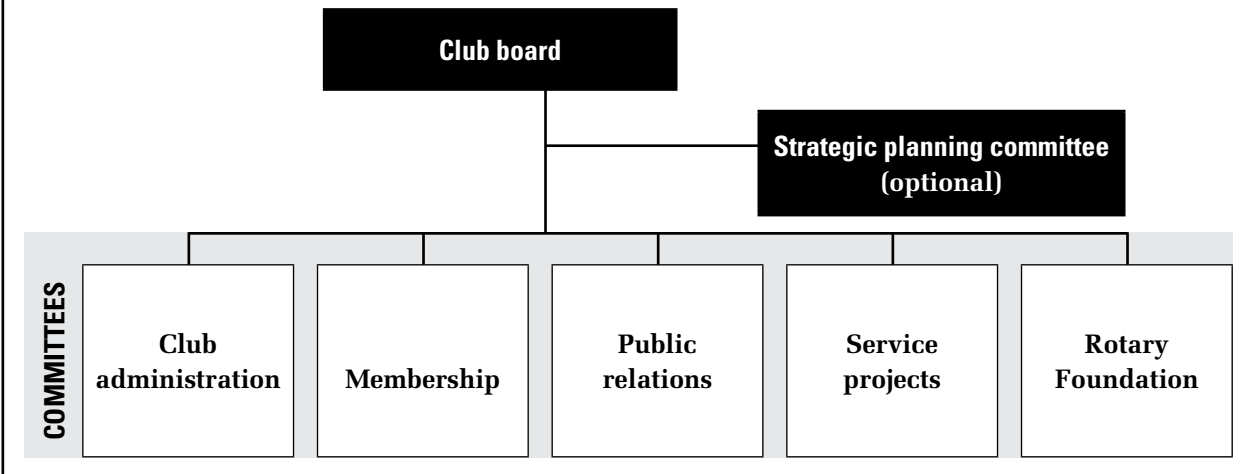 Club board
Strategic planning committee
(optional)
COMMITTEES
Club
administration
Membership
Public
relations
Service
projects
Rotary
Foundation